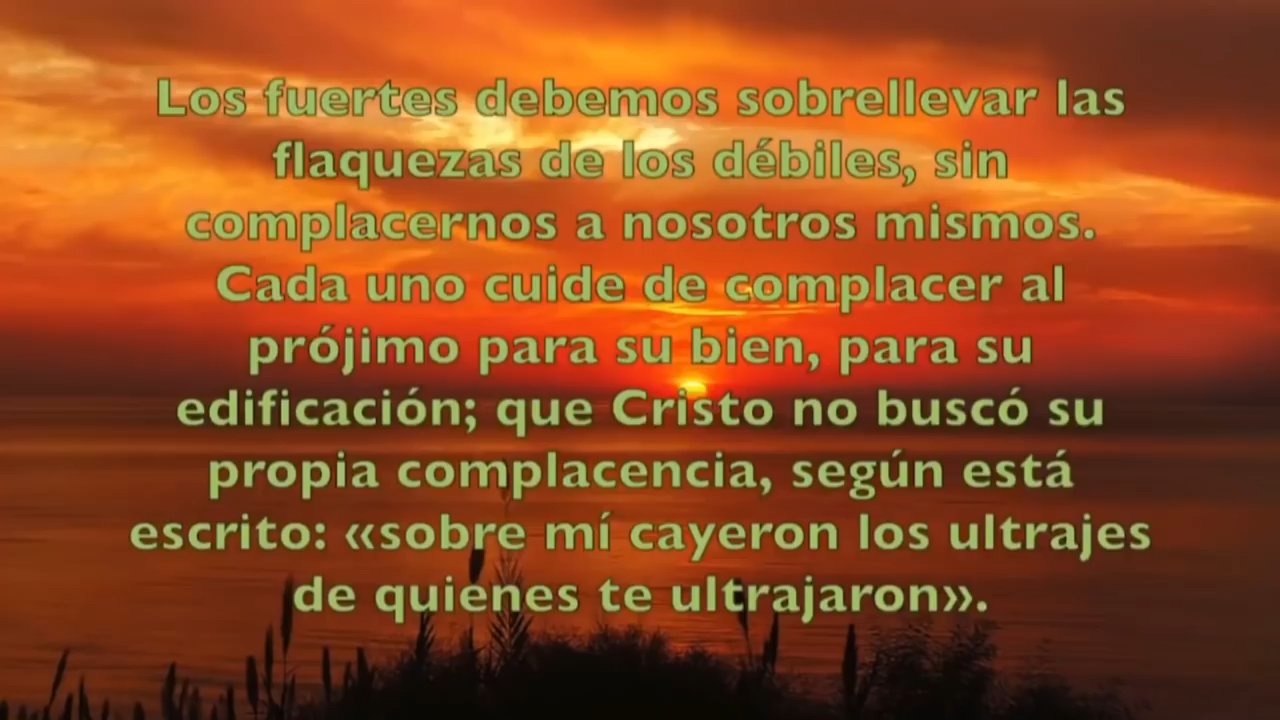 Los fuertes debemos sobrellevar las
flaquezas de los débiles, sin
complacernos a nosotros mismos.
Cada uno cuide de complacer al
prójimo para su bien, para su
edificación; que Cristo no buscó su
propia complacencia, según está
escrito: «sobre mí cayeron los ultrajes
de quienes te ultrajaron».